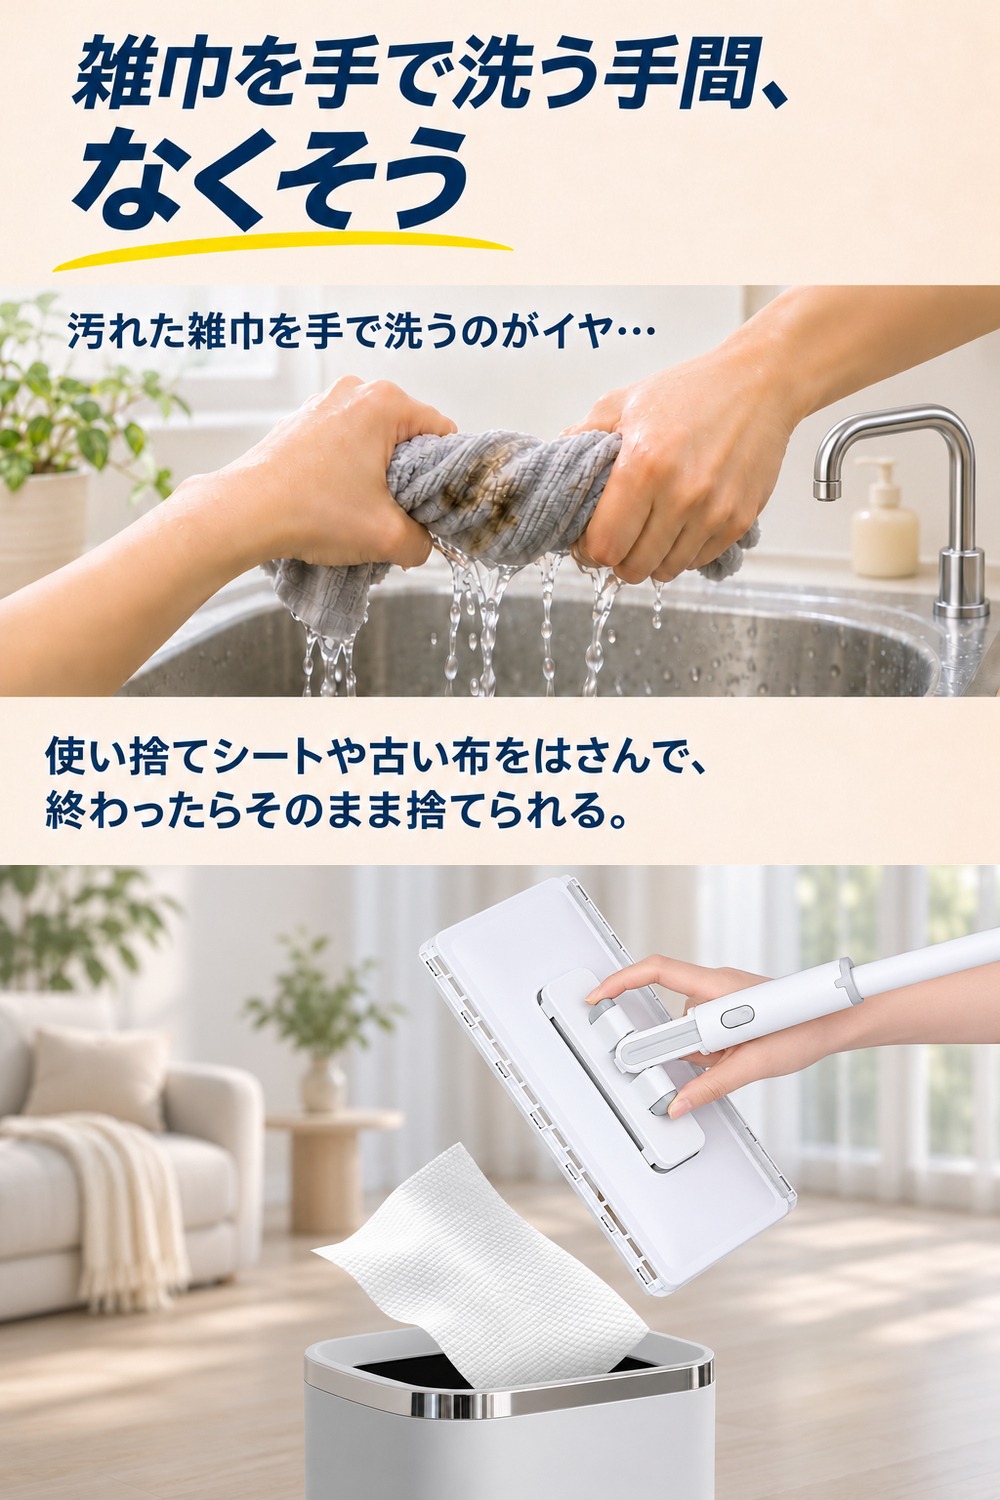 雑巾を手で洗う手間、
なくそう
汚れた雑巾を手で洗うのがイヤ…
使い捨てシートや古い布をはさんで、
終わったらそのまま捨てられる。